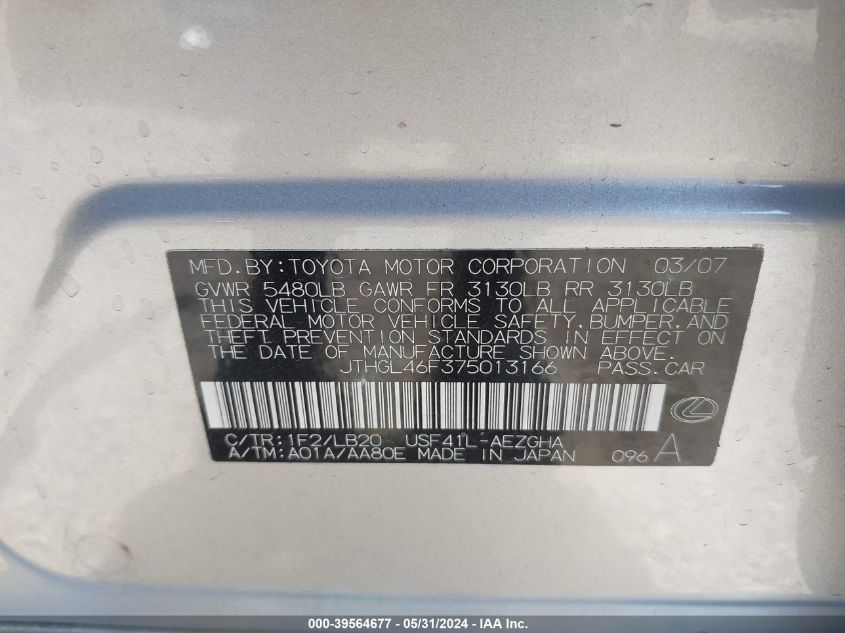 MFD.BY:TOYOTA MOTOR CORPORATION 03/07
GVWR 5480LB GAWR FR 3130LB RR 3130LB
THIS VEHICLE CONFORMS TO ALL APPLICABLE
FEDERAL MOTOR VEHICLE SAFETY,BUMPER,AND
THEFT PREVENTION STANDARDS IN EFFECT ON
THE DATE OF MANUFACTURE SHOWN ABOVE.
JTHGL46F375013166 PASS.CAR
C/TR:1F2/LB20 USF41L-AEZGHA
A/TM:A01A/AA80E MADE IN JAPAN 096 A
000-39564677 - 05/31/2024 - IAA Inc.